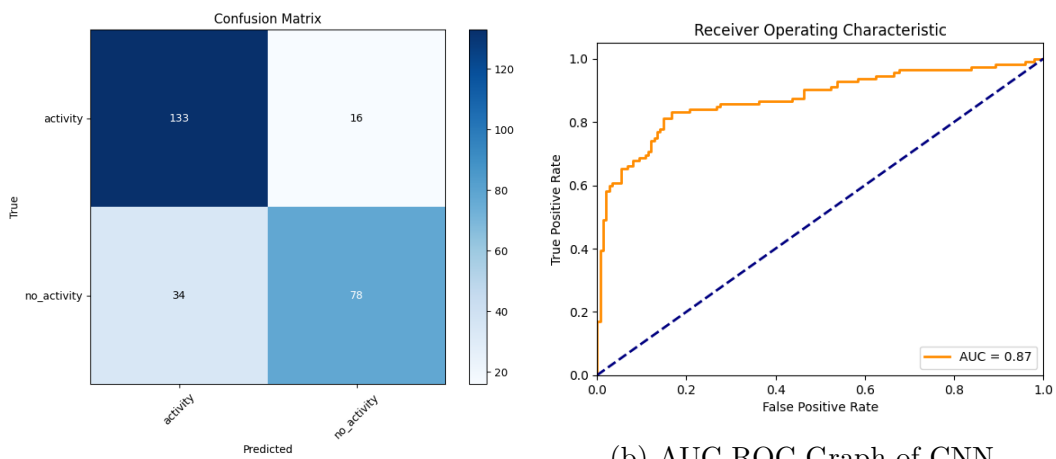 Confusion Matrix
activity
133
16
no_activity
34
78
True
activity
no_activity
Predicted
120
100
80
60
40
20
Receiver Operating Characteristic
1.0
0.8
0.6
0.4
0.2
0.0
True Positive Rate
0.0
0.2
0.4
0.6
0.8
1.0
False Positive Rate
AUC = 0.87
(b) AUC ROC Graph of CNN